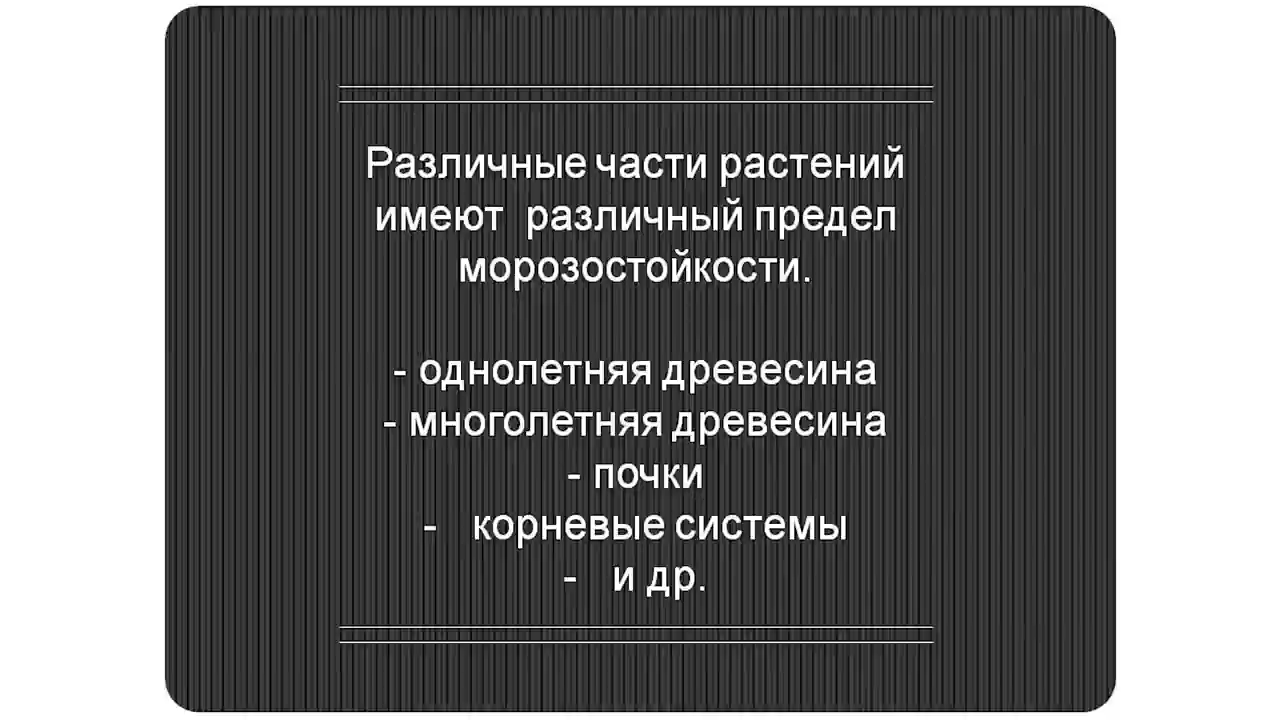 Различные части растений
имеют различный предел
морозостойкости.
- однолетняя древесина
- многолетняя древесина
- почки
- корневые системы
- и др.